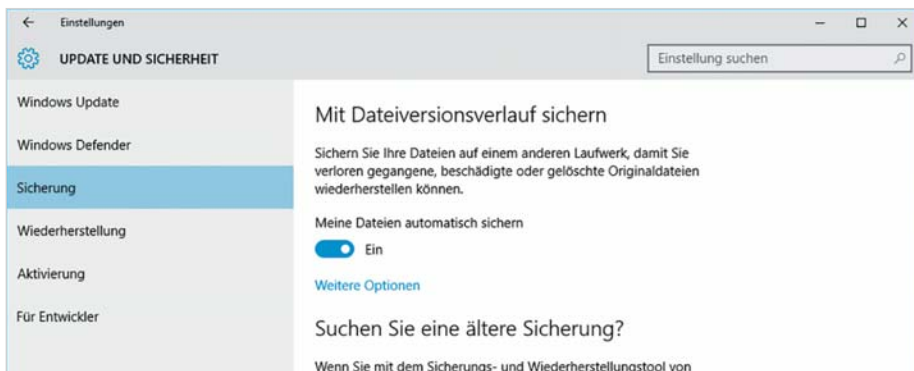 Einstellungen
UPDATE UND SICHERHEIT
Einstellung suchen
Windows Update
Windows Defender
Sicherung
Wiederherstellung
Aktivierung
Für Entwickler
Mit Dateiversionsverlauf sichern
Sichern Sie Ihre Dateien auf einem anderen Laufwerk, damit Sie
verloren gegangene, beschädigte oder gelöschte Originaldateien
wiederherstellen können.
Meine Dateien automatisch sichern
Ein
Weitere Optionen
Suchen Sie eine ältere Sicherung?
Wenn Sie mit dem Sicherungs- und Wiederherstellungstool von